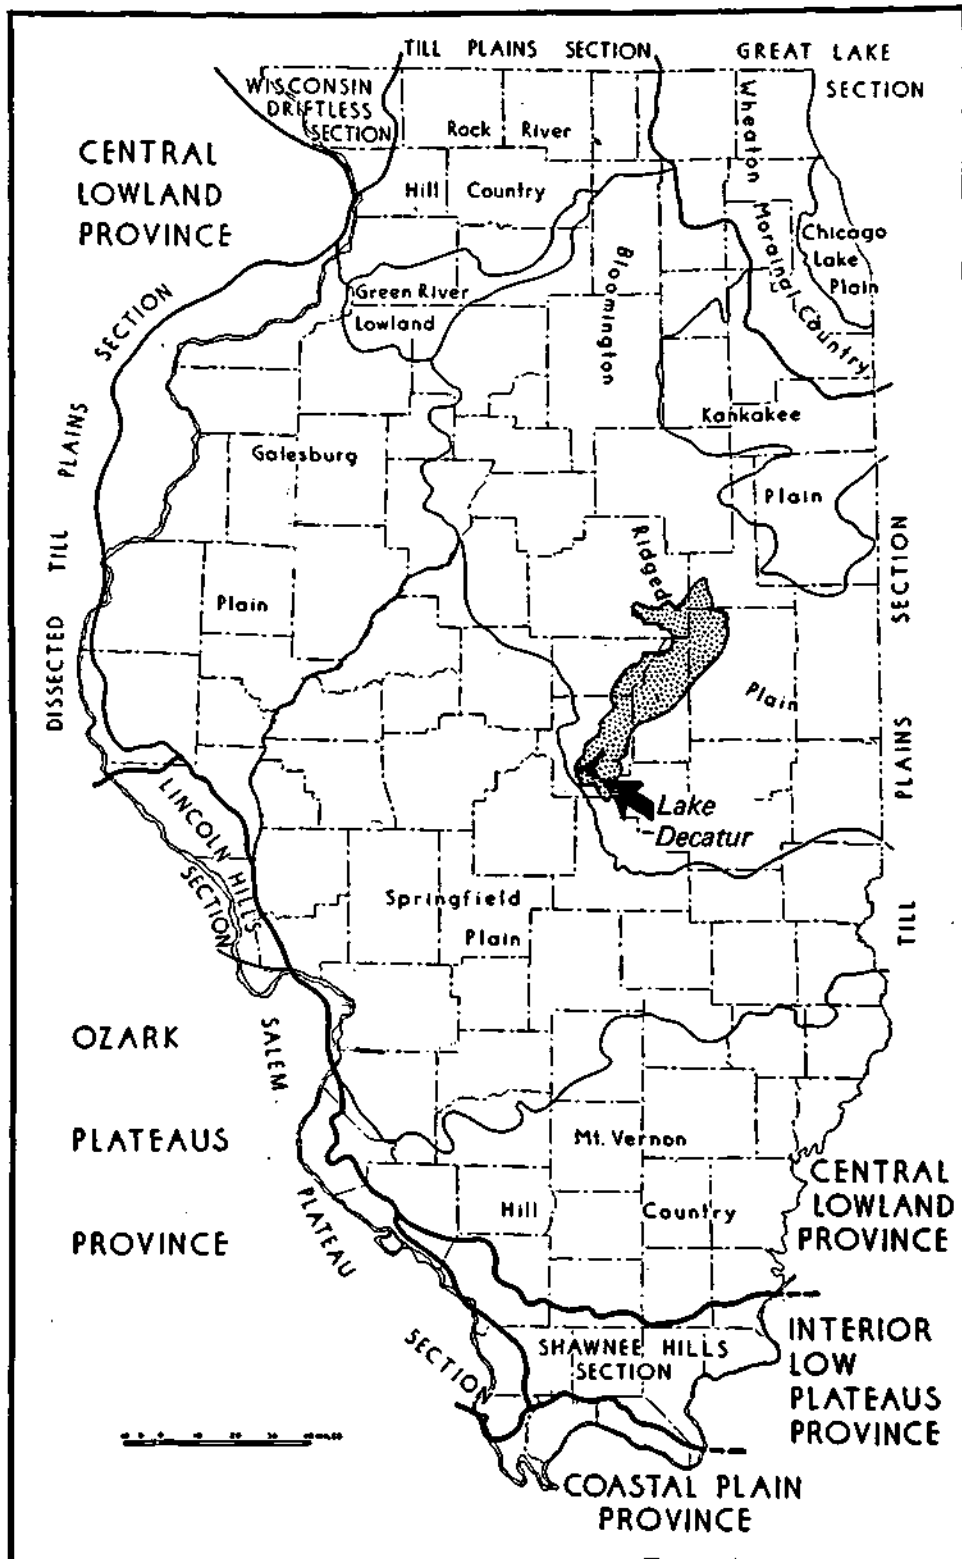 TILL PLAINS SECTION
GREAT LAKE
SECTION
WISCONSIN
DRIFTLESS
SECTION
Rock River
Hill Country
Wheaton
Morainal Country
Chicago
Lake
Plain
CENTRAL
LOWLAND
PROVINCE
Green River
Lowland
Bloomington
Ridged
Plain
Kankakee
Plain
Galesburg
Plain
DISSECTED TILL PLAINS SECTION
TILL PLAINS SECTION
Lake
Decatur
LINCOLN HILLS
SECTION
Springfield
Plain
OZARK
PLATEAUS
PROVINCE
SALEM
PLATEAU
SECTION
Mt. Vernon
Hill Country
CENTRAL
LOWLAND
PROVINCE
SHAWNEE HILLS
SECTION
INTERIOR
LOW
PLATEAUS
PROVINCE
COASTAL PLAIN
PROVINCE